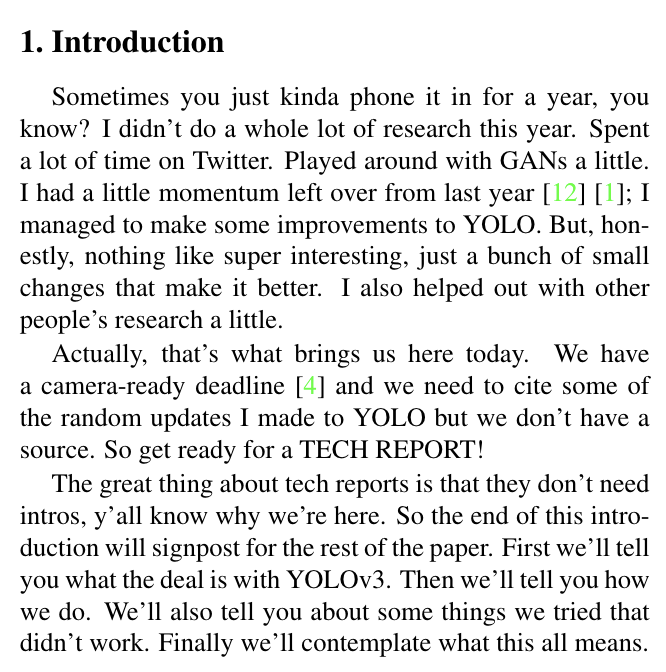 1. Introduction
Sometimes you just kinda phone it in for a year, you
know? I didn't do a whole lot of research this year. Spent
a lot of time on Twitter. Played around with GANs a little.
I had a little momentum left over from last year [12] [1]; I
managed to make some improvements to YOLO. But, hon-
estly, nothing like super interesting, just a bunch of small
changes that make it better. I also helped out with other
people's research a little.
Actually, that's what brings us here today. We have
a camera-ready deadline [4] and we need to cite some of
the random updates I made to YOLO but we don't have a
source. So get ready for a TECH REPORT!
The great thing about tech reports is that they don't need
intros, y'all know why we're here. So the end of this intro-
duction will signpost for the rest of the paper. First we'll tell
you what the deal is with YOLOv3. Then we'll tell you how
we do. We'll also tell you about some things we tried that
didn't work. Finally we'll contemplate what this all means.